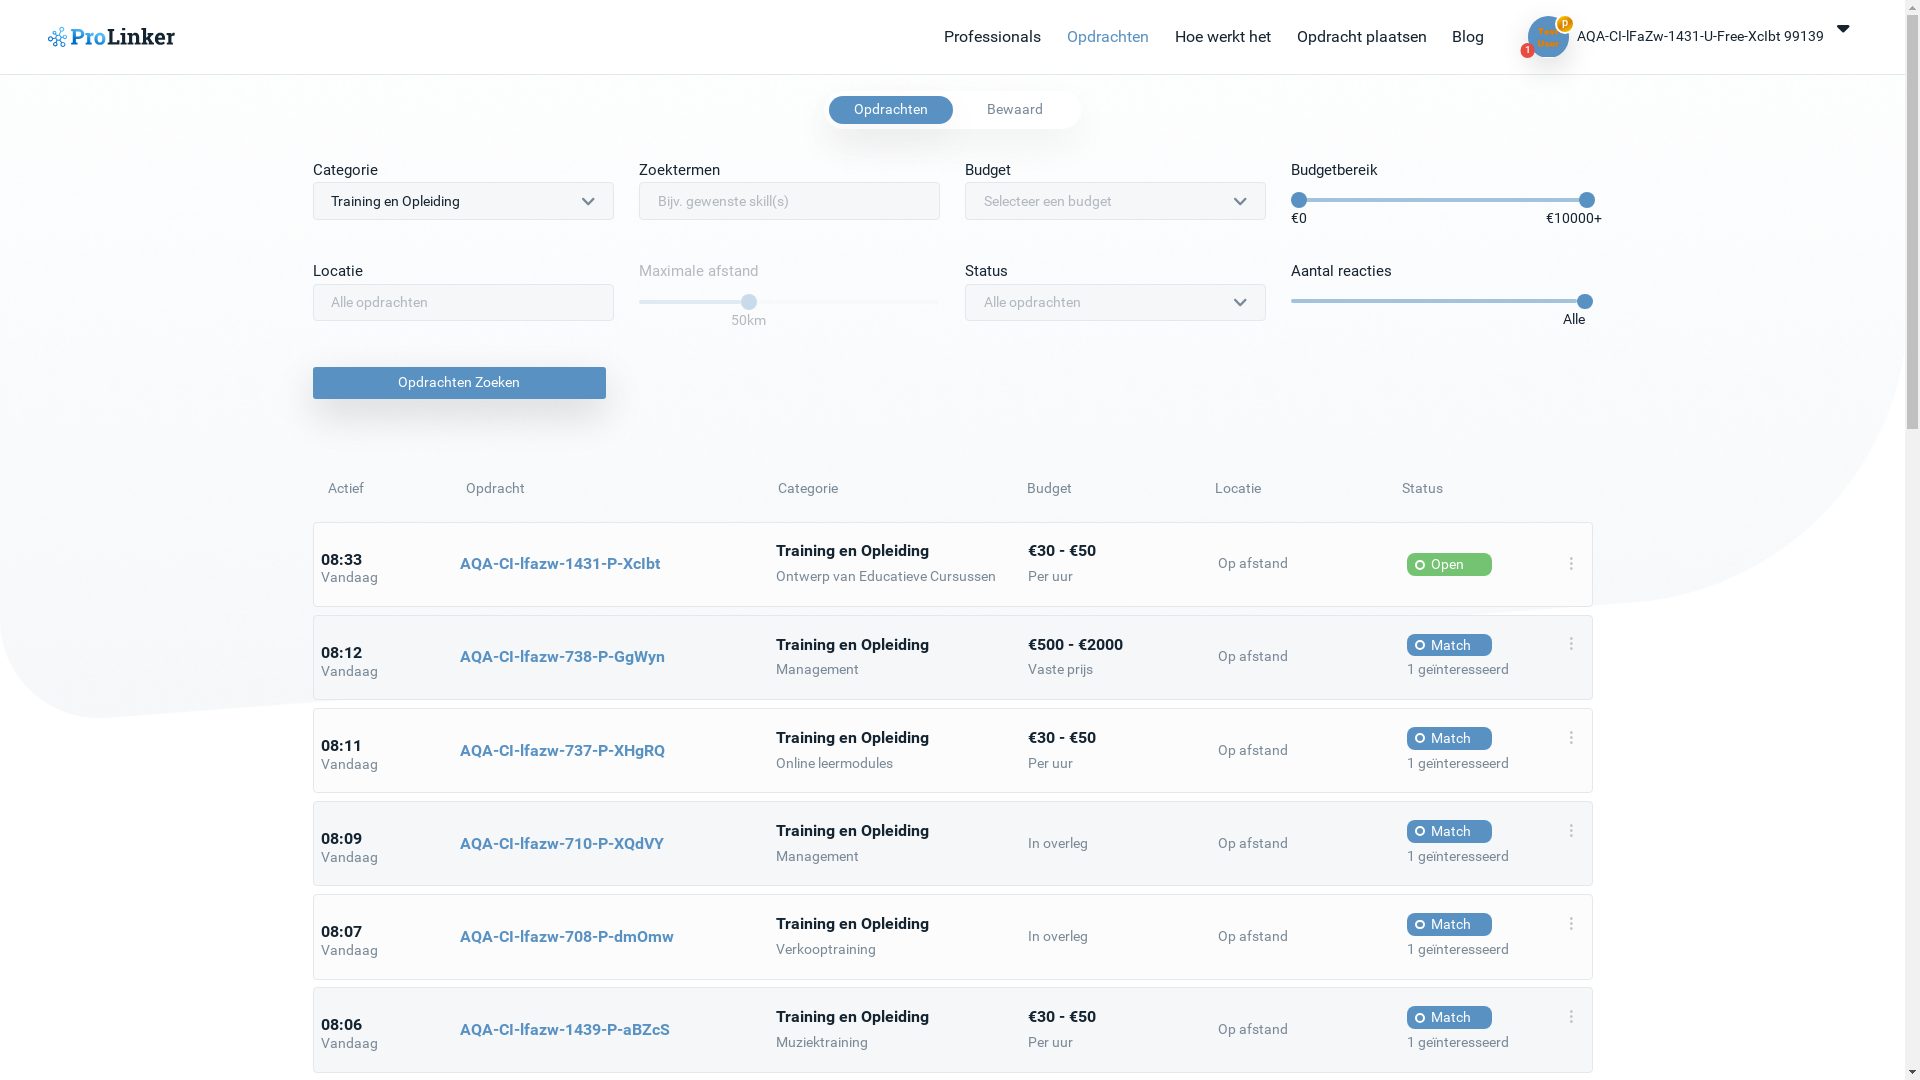 ProLinker
Professionals
Opdrachten
Hoe werkt het
Opdracht plaatsen
Blog
p
Test
User
1
AQA-CI-lFaZw-1431-U-Free-XcIbt 99139
Opdrachten
Bewaard
Categorie
Training en Opleiding
Zoektermen
Bijv. gewenste skill(s)
Budget
Selecteer een budget
Budgetbereik
€0
€10000+
Locatie
Alle opdrachten
Maximale afstand
50km
Status
Alle opdrachten
Aantal reacties
Alle
Opdrachten Zoeken
Actief
Opdracht
Categorie
Budget
Locatie
Status
08:33
Vandaag
AQA-CI-lfazw-1431-P-XcIbt
Training en Opleiding
Ontwerp van Educatieve Cursussen
€30 - €50
Per uur
Op afstand
Open
08:12
Vandaag
AQA-CI-lfazw-738-P-GgWyn
Training en Opleiding
Management
€500 - €2000
Vaste prijs
Op afstand
Match
1 geïnteresseerd
08:11
Vandaag
AQA-CI-lfazw-737-P-XHgRQ
Training en Opleiding
Online leermodules
€30 - €50
Per uur
Op afstand
Match
1 geïnteresseerd
08:09
Vandaag
AQA-CI-lfazw-710-P-XQdVY
Training en Opleiding
Management
In overleg
Op afstand
Match
1 geïnteresseerd
08:07
Vandaag
AQA-CI-lfazw-708-P-dmOmw
Training en Opleiding
Verkooptraining
In overleg
Op afstand
Match
1 geïnteresseerd
08:06
Vandaag
AQA-CI-lfazw-1439-P-aBZcS
Training en Opleiding
Muziektraining
€30 - €50
Per uur
Op afstand
Match
1 geïnteresseerd